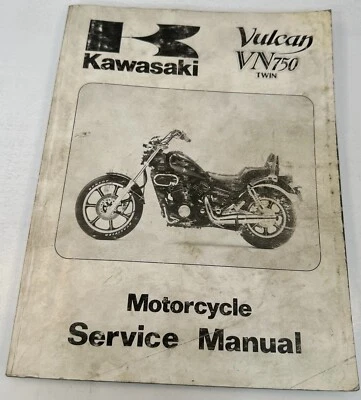 Kawasaki
Vulcan
VN750
TWIN
Motorcycle
Service Manual